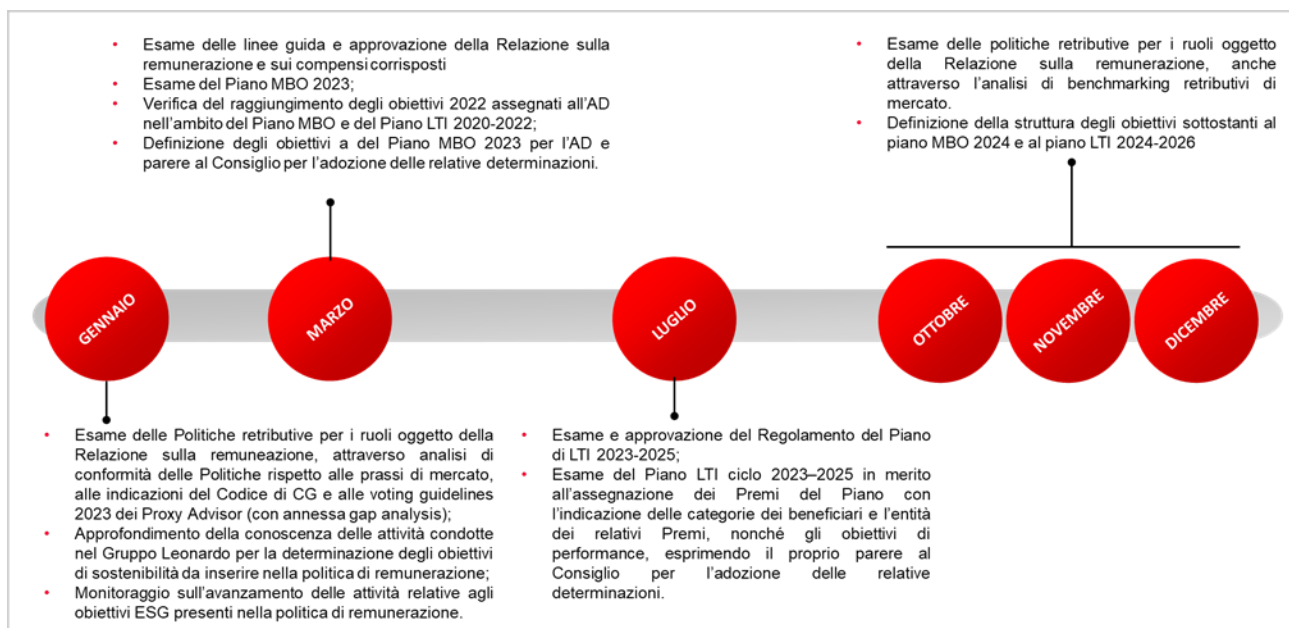 • Esame delle linee guida e approvazione della Relazione sulla
remunerazione e sui compensi corrisposti
• Esame del Piano MBO 2023;
• Verifica del raggiungimento degli obiettivi 2022 assegnati all'AD
nell'ambito del Piano MBO e del Piano LTI 2020-2022;
• Definizione degli obiettivi a del Piano MBO 2023 per l'AD e
parere al Consiglio per l'adozione delle relative determinazioni.
• Esame delle politiche retributive per i ruoli oggetto
della Relazione sulla remunerazione, anche
attraverso l'analisi di benchmarking retributivi di
mercato.
• Definizione della struttura degli obiettivi sottostanti al
piano MBO 2024 e al piano LTI 2024-2026
GENNAIO
MARZO
LUGLIO
OTTOBRE
NOVEMBRE
DICEMBRE
• Esame delle Politiche retributive per i ruoli oggetto della
Relazione sulla remuneazione, attraverso analisi di
conformità delle Politiche rispetto alle prassi di mercato,
alle indicazioni del Codice di CG e alle voting guidelines
2023 dei Proxy Advisor (con annessa gap analysis);
• Approfondimento della conoscenza delle attività condotte
nel Gruppo Leonardo per la determinazione degli obiettivi
di sostenibilità da inserire nella politica di remunerazione;
• Monitoraggio sull'avanzamento delle attività relative agli
obiettivi ESG presenti nella politica di remunerazione.
• Esame e approvazione del Regolamento del Piano
di LTI 2023-2025;
• Esame del Piano LTI ciclo 2023–2025 in merito
all'assegnazione dei Premi del Piano con
l'indicazione delle categorie dei beneficiari e l'entità
dei relativi Premi, nonché gli obiettivi di
performance, esprimendo il proprio parere al
Consiglio per l'adozione delle relative
determinazioni.